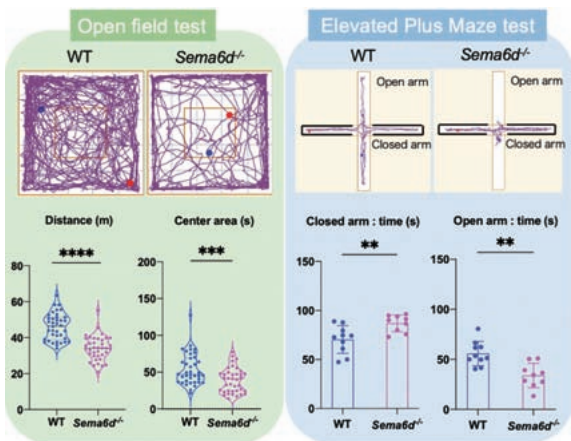 Open field test
WT
Sema6d-/-
Distance (m)
****
80
60
40
20
0
WT
Sema6d-/-
Center area (s)
***
200
150
100
50
0
WT
Sema6d-/-
Elevated Plus Maze test
WT
Sema6d-/-
Open arm
Closed arm
Open arm
Closed arm
Closed arm : time (s)
**
150
100
50
0
WT
Sema6d-/-
Open arm : time (s)
**
150
100
50
0
WT
Sema6d-/-